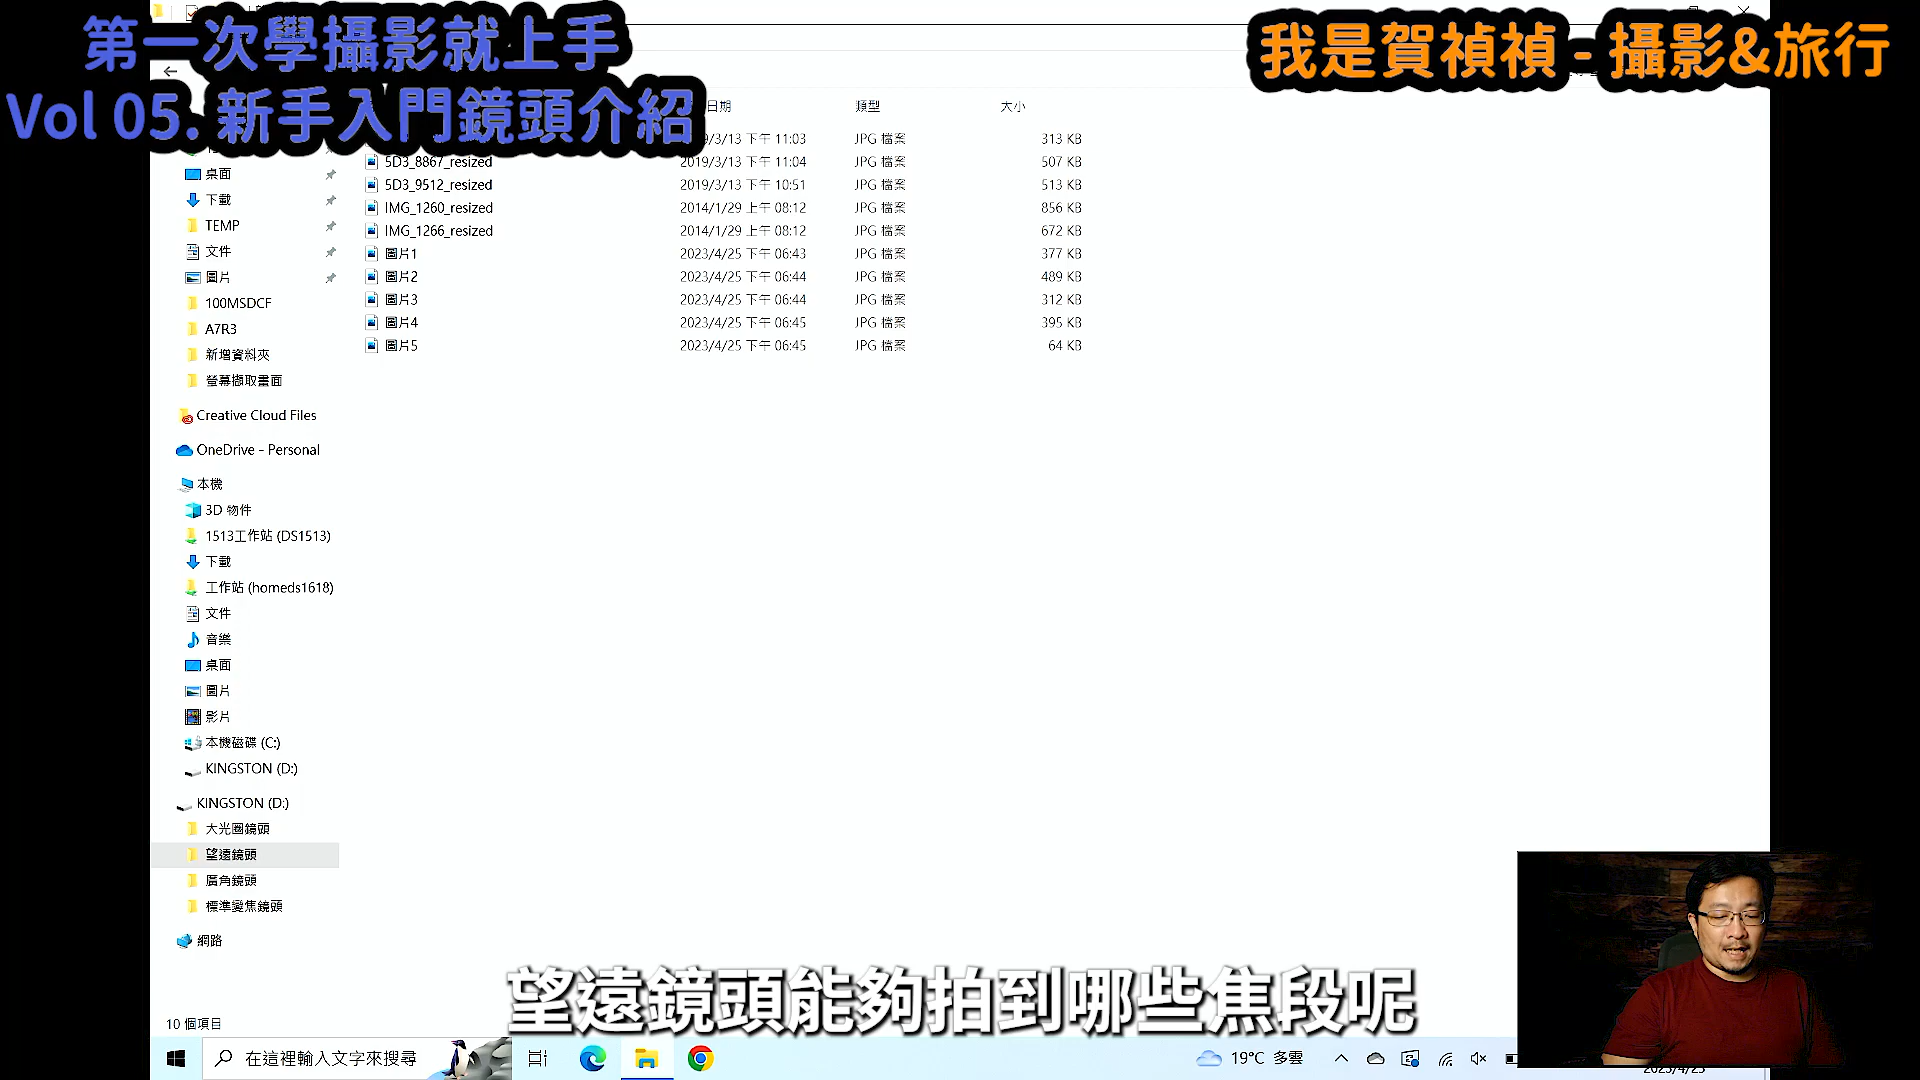 第一次學攝影就上手
Vol 05. 新手入門鏡頭介紹
我是賀禎禎 - 攝影&旅行
日期 類型 大小
9/3/13 下午 11:03 JPG 檔案 313 KB
5D3_8867_resized 2019/3/13 下午 11:04 JPG 檔案 507 KB
5D3_9512_resized 2019/3/13 下午 10:51 JPG 檔案 513 KB
IMG_1260_resized 2014/1/29 上午 08:12 JPG 檔案 856 KB
IMG_1266_resized 2014/1/29 上午 08:12 JPG 檔案 672 KB
圖片1 2023/4/25 下午 06:43 JPG 檔案 377 KB
圖片2 2023/4/25 下午 06:44 JPG 檔案 489 KB
圖片3 2023/4/25 下午 06:44 JPG 檔案 312 KB
圖片4 2023/4/25 下午 06:45 JPG 檔案 395 KB
圖片5 2023/4/25 下午 06:45 JPG 檔案 64 KB
桌面
下載
TEMP
文件
圖片
100MSDCF
A7R3
新增資料夾
螢幕擷取畫面
Creative Cloud Files
OneDrive - Personal
本機
3D 物件
1513工作站 (DS1513)
下載
工作站 (homeds1618)
文件
音樂
桌面
圖片
影片
本機磁碟 (C:)
KINGSTON (D:)
KINGSTON (D:)
大光圈鏡頭
望遠鏡頭
廣角鏡頭
標準變焦鏡頭
網路
望遠鏡頭能夠拍到哪些焦段呢
10 個項目
在這裡輸入文字來搜尋
19°C 多雲